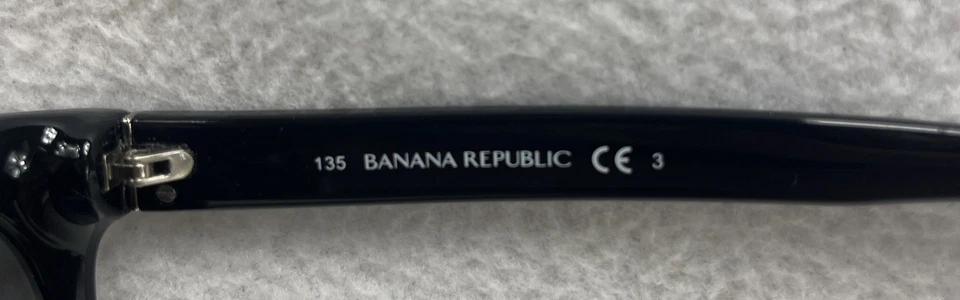 135 BANANA REPUBLIC CE 3